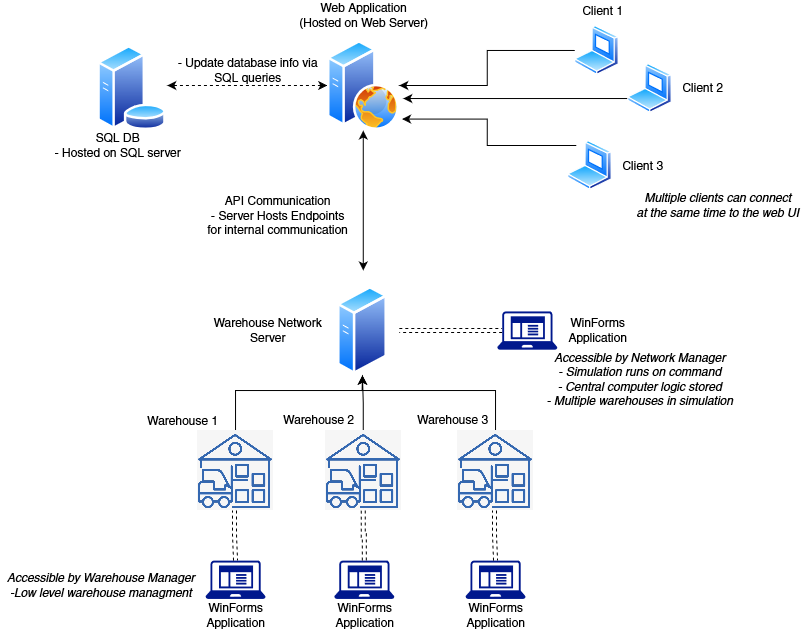 Web Application
(Hosted on Web Server)
Client 1
- Update database info via
SQL queries
Client 2
SQL DB
- Hosted on SQL server
Client 3
Multiple clients can connect
at the same time to the web UI
API Communication
- Server Hosts Endpoints
for internal communication
Warehouse Network
Server
WinForms
Application
Accessible by Network Manager
- Simulation runs on command
- Central computer logic stored
- Multiple warehouses in simulation
Warehouse 1
Warehouse 2
Warehouse 3
Accessible by Warehouse Manager
-Low level warehouse managment
WinForms
Application
WinForms
Application
WinForms
Application